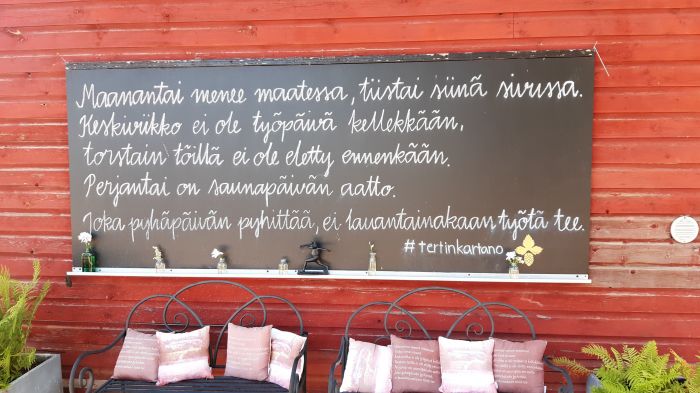 Maanantai menee maatessa, tiistai siinä sivussa.
Keskiviikko ei ole työpäivä kellekkään,
torstain töillä ei ole eletty ennenkään.
Perjantai on saunapäivän aatto.
Joka pyhäpäivän pyhittää, ei lauantainakaan työtä tee.
#tertinkartano